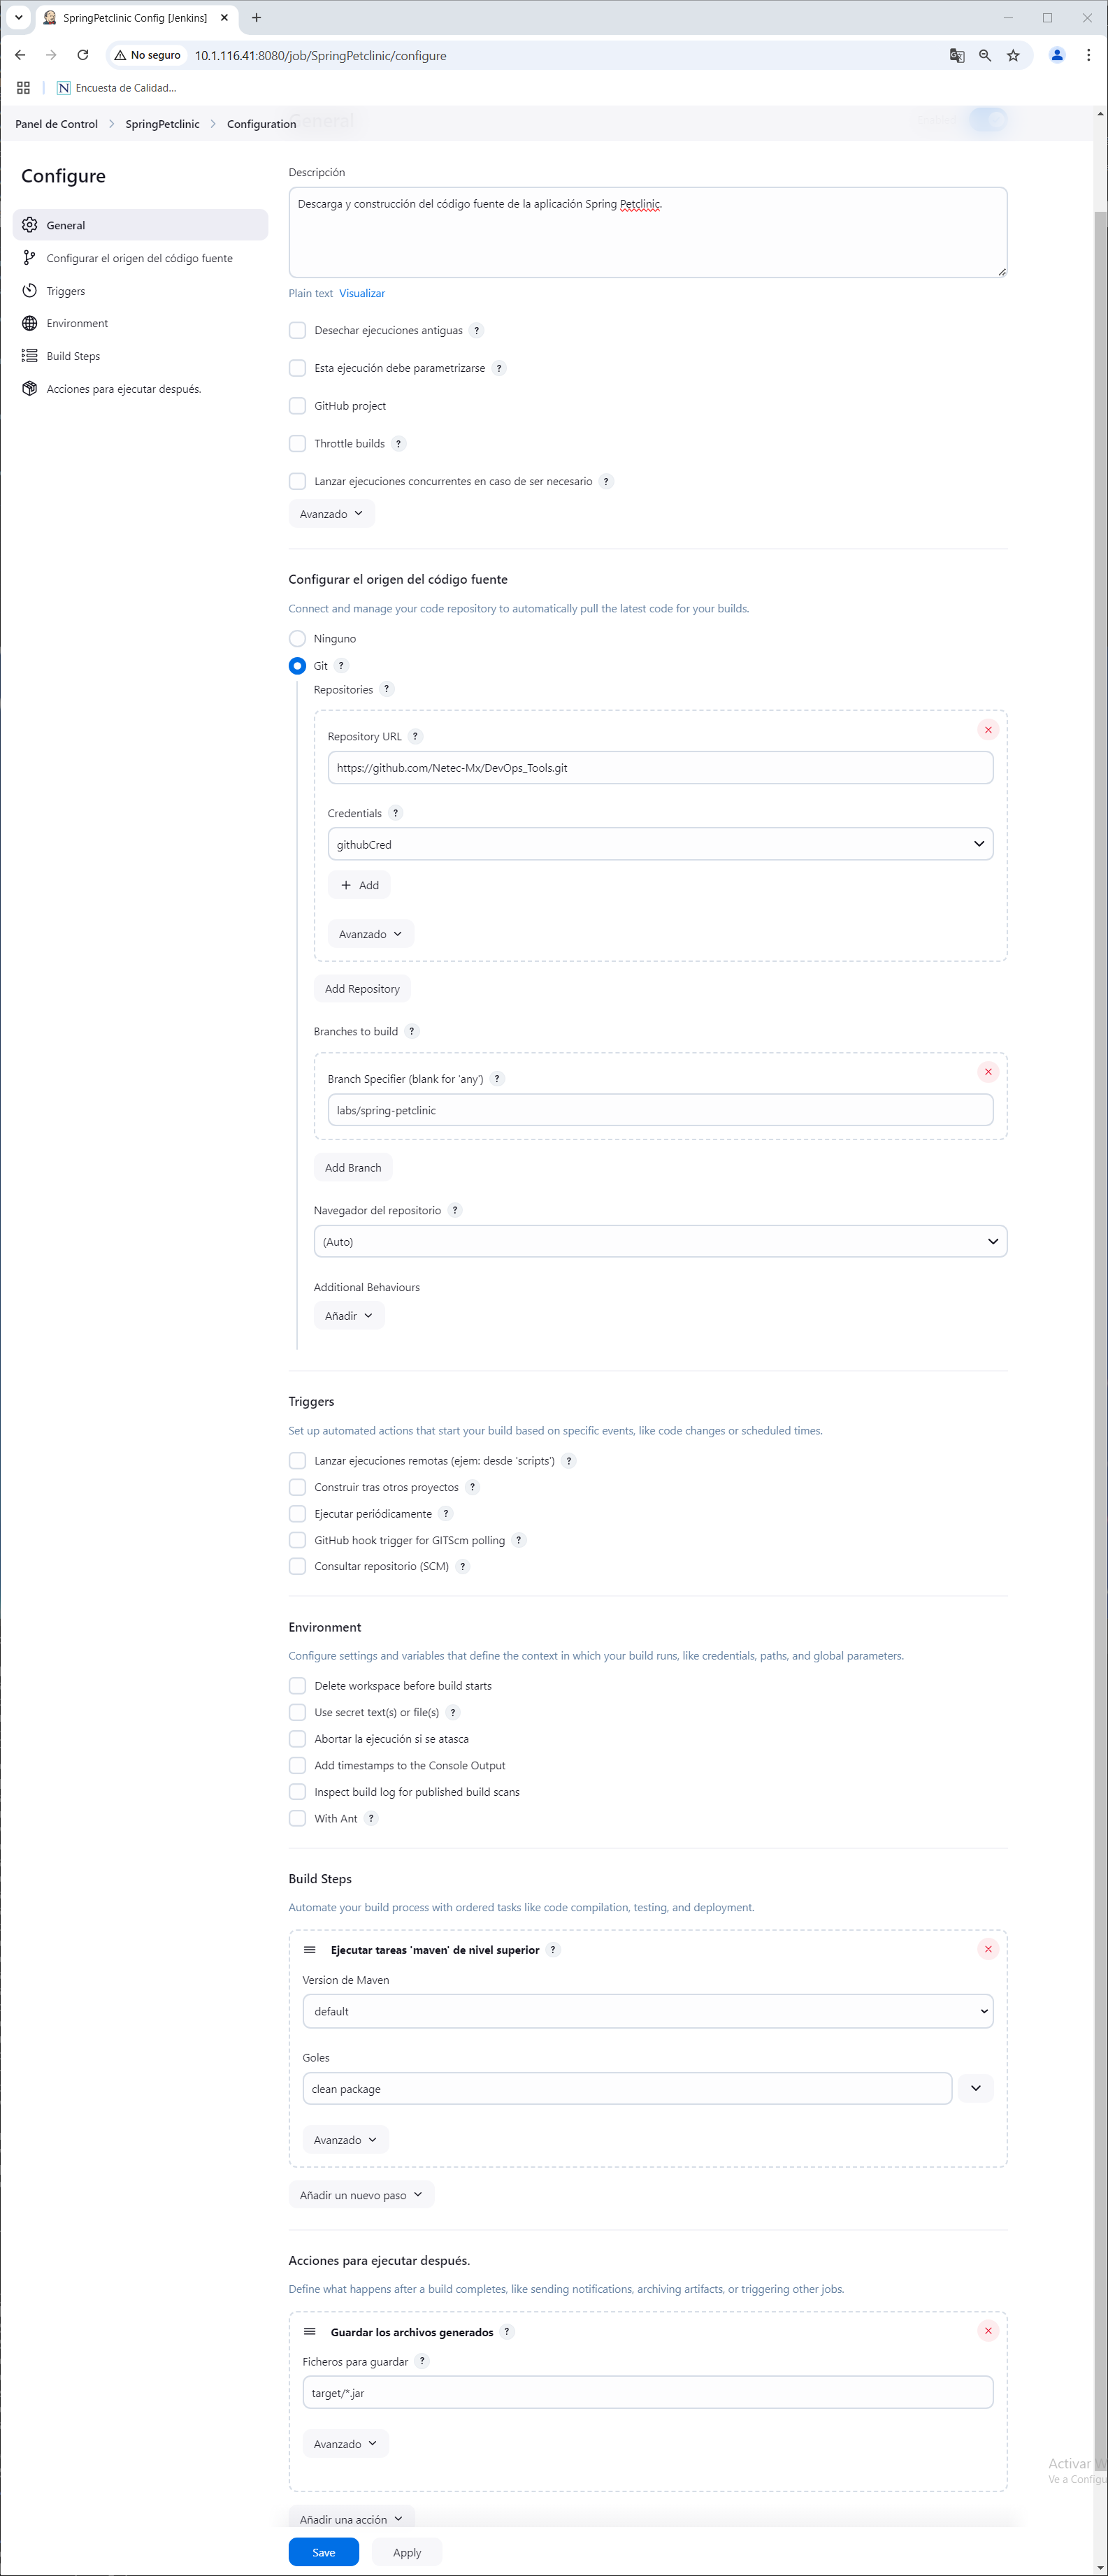 SpringPetclinic Config [Jenkins]
No seguro
10.1.116.41:8080/job/SpringPetclinic/configure
Encuesta de Calidad...
Panel de Control
SpringPetclinic
Configuration
General
Configure
General
Configurar el origen del código fuente
Triggers
Environment
Build Steps
Acciones para ejecutar después.
Descripción
Descarga y construcción del código fuente de la aplicación Spring Petclinic.
Plain text Visualizar
Desechar ejecuciones antiguas ?
Esta ejecución debe parametrizarse ?
GitHub project
Throttle builds ?
Lanzar ejecuciones concurrentes en caso de ser necesario ?
Avanzado
Configurar el origen del código fuente
Connect and manage your code repository to automatically pull the latest code for your builds.
Ninguno
Git ?
Repositories ?
Repository URL ?
https://github.com/Netec-Mx/DevOps_Tools.git
Credentials ?
githubCred
+ Add
Avanzado
Add Repository
Branches to build ?
Branch Specifier (blank for 'any') ?
labs/spring-petclinic
Add Branch
Navegador del repositorio ?
(Auto)
Additional Behaviours
Añadir
Triggers
Set up automated actions that start your build based on specific events, like code changes or scheduled times.
Lanzar ejecuciones remotas (ejem: desde 'scripts') ?
Construir tras otros proyectos ?
Ejecutar periódicamente ?
GitHub hook trigger for GITScm polling ?
Consultar repositorio (SCM) ?
Environment
Configure settings and variables that define the context in which your build runs, like credentials, paths, and global parameters.
Delete workspace before build starts
Use secret text(s) or file(s) ?
Abortar la ejecución si se atasca
Add timestamps to the Console Output
Inspect build log for published build scans
With Ant ?
Build Steps
Automate your build process with ordered tasks like code compilation, testing, and deployment.
Ejecutar tareas 'maven' de nivel superior ?
Version de Maven
default
Goles
clean package
Avanzado
Añadir un nuevo paso
Acciones para ejecutar después.
Define what happens after a build completes, like sending notifications, archiving artifacts, or triggering other jobs.
Guardar los archivos generados ?
Ficheros para guardar ?
target/*.jar
Avanzado
Añadir una acción
Save
Apply
Activar W
Ve a Configu